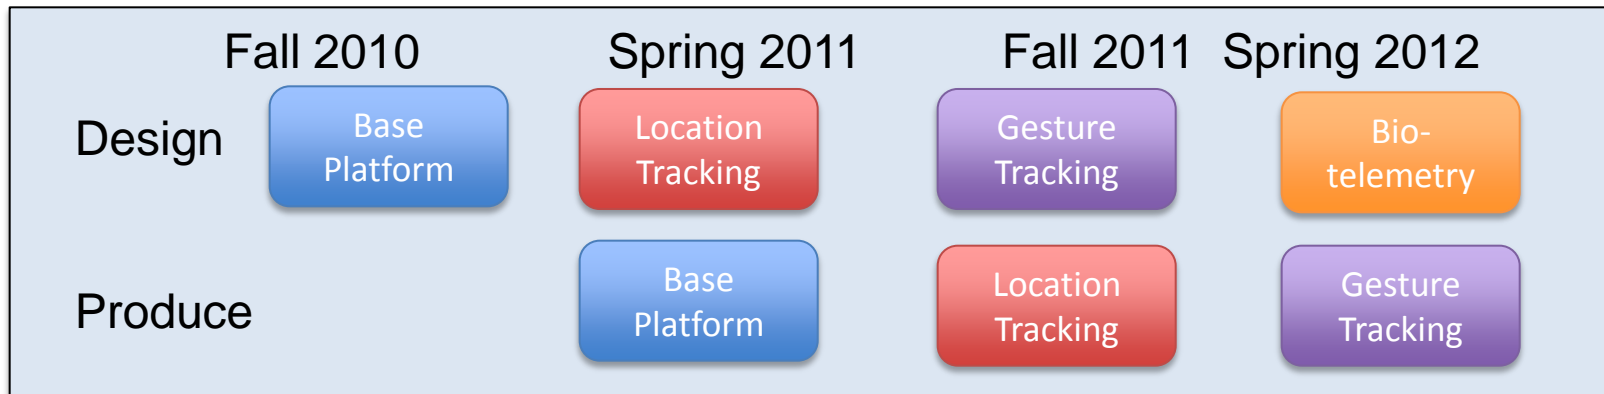 Fall 2010 Spring 2011 Fall 2011 Spring 2012
Design
Base
Platform
Location
Tracking
Gesture
Tracking
Bio-
telemetry
Produce
Base
Platform
Location
Tracking
Gesture
Tracking